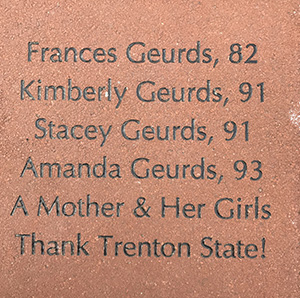 Frances Geurds, 82
Kimberly Geurds, 91
Stacey Geurds, 91
Amanda Geurds, 93
A Mother & Her Girls
Thank Trenton State!